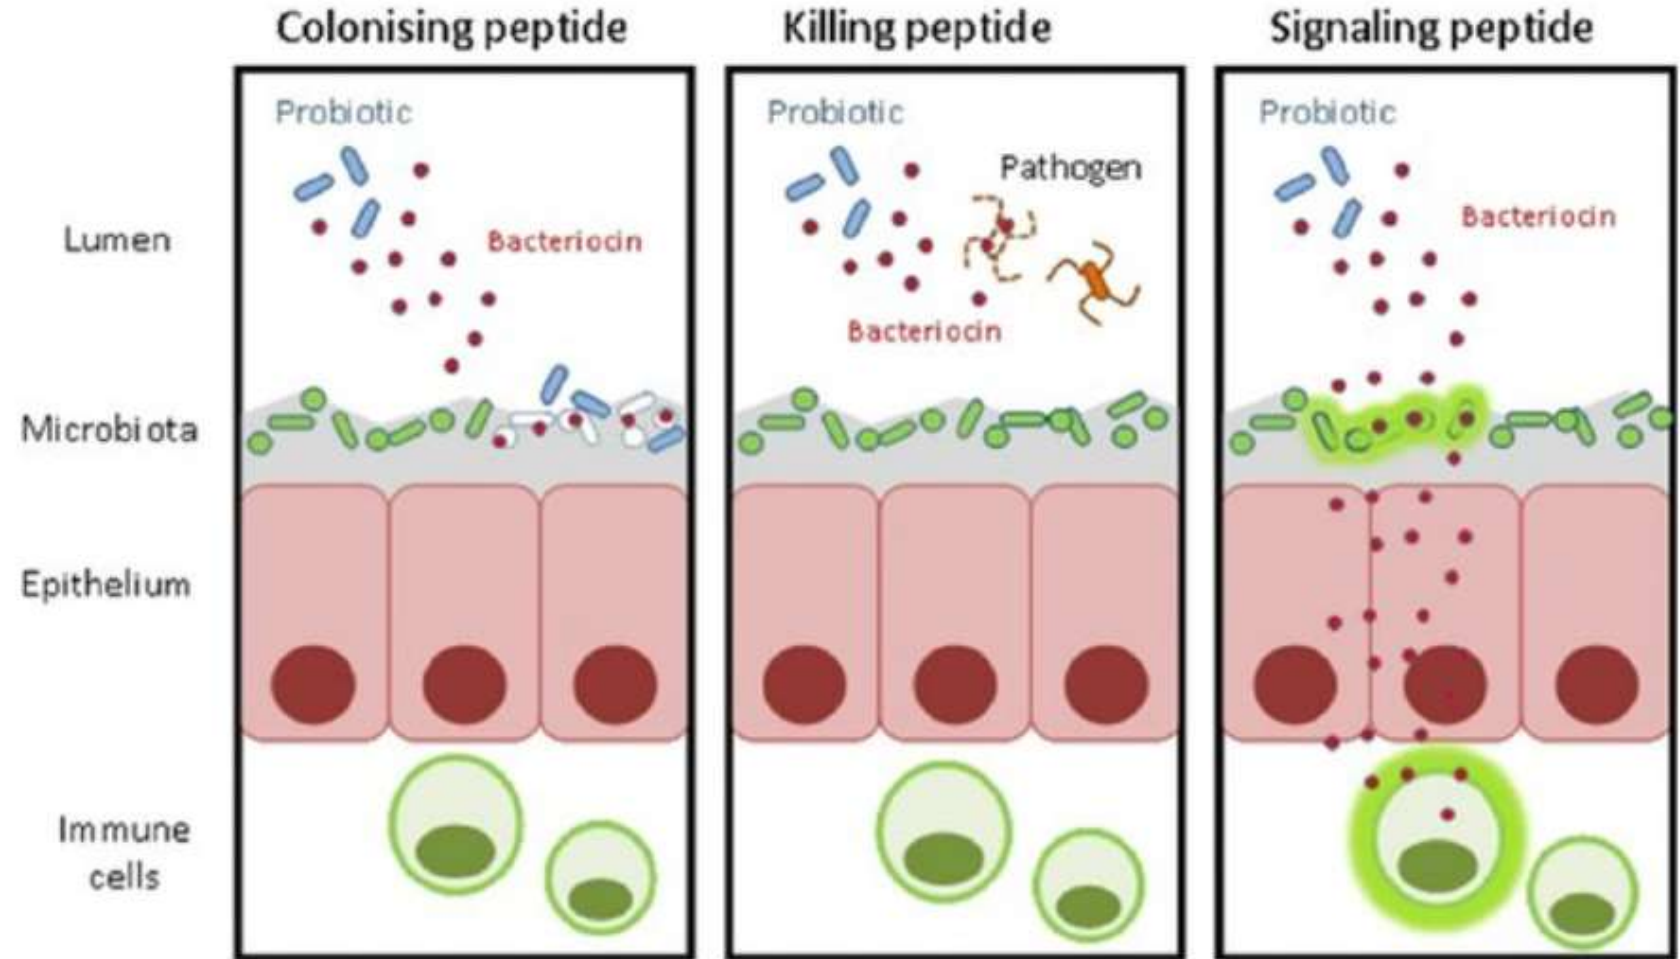 Colonising peptide
Killing peptide
Signaling peptide
Probiotic
Bacteriocin
Probiotic
Pathogen
Bacteriocin
Probiotic
Bacteriocin
Lumen
Microbiota
Epithelium
Immune
cells